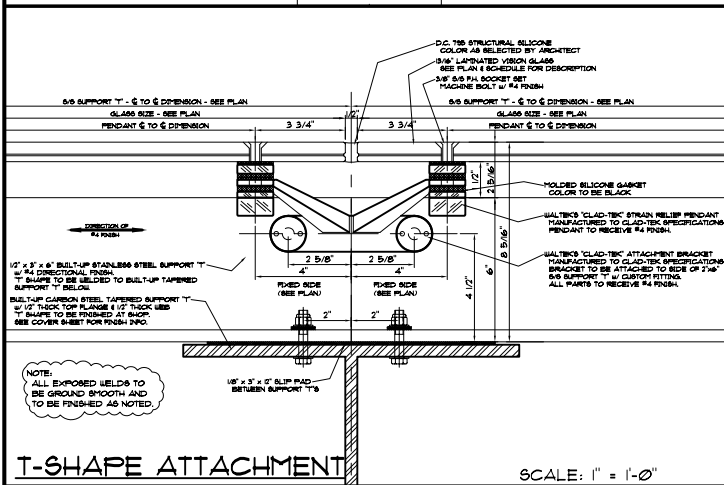 D.C. 795 STRUCTURAL SILICONE
COLOR AS SELECTED BY ARCHITECT
13/16" LAMINATED VISION GLASS
SEE PLAN & SCHEDULE FOR DESCRIPTION
3/8" S/S F.H. SOCKET SET
MACHINE BOLT W/ #4 FINISH
S/S SUPPORT 'T' - ℄ TO ℄ DIMENSION - SEE PLAN
S/S SUPPORT 'T' - ℄ TO ℄ DIMENSION - SEE PLAN
GLASS SIZE - SEE PLAN
1/2"
GLASS SIZE - SEE PLAN
PENDANT ℄ TO ℄ DIMENSION
3 3/4"
3 3/4"
PENDANT ℄ TO ℄ DIMENSION
1/2"
2 5/16"
MOLDED SILICONE GASKET
COLOR TO BE BLACK
WALTEK'S "CLAD-TEK" STRAIN RELIEF PENDANT
MANUFACTURED TO CLAD-TEK SPECIFICATIONS
PENDANT TO RECEIVE #4 FINISH.
DIRECTION OF
#4 FINISH
WALTEK'S "CLAD-TEK" ATTACHMENT BRACKET
MANUFACTURED TO CLAD-TEK SPECIFICATIONS
BRACKET TO BE ATTACHED TO SIDE OF 2"x6"
S/S SUPPORT 'T' W/ CUSTOM FITTING.
ALL PARTS TO RECEIVE #4 FINISH.
2 5/8"
2 5/8"
4"
4"
8 5/16"
6"
4 1/2"
1/2" x 3" x 6" BUILT-UP STAINLESS STEEL SUPPORT 'T'
W/ #4 DIRECTIONAL FINISH.
'T' SHAPE TO BE WELDED TO BUILT-UP TAPERED
SUPPORT 'T' BELOW.
FIXED SIDE
(SEE PLAN)
FIXED SIDE
(SEE PLAN)
BUILT-UP CARBON STEEL TAPERED SUPPORT 'T'
W/ 1/2" THICK TOP FLANGE & 1/2" THICK WEB
'T' SHAPE TO BE FINISHED AT SHOP.
SEE COVER SHEET FOR FINISH INFO.
2"
2"
NOTE:
ALL EXPOSED WELDS TO
BE GROUND SMOOTH AND
TO BE FINISHED AS NOTED.
1/8" x 3" x 12" SLIP PAD
BETWEEN SUPPORT 'T'S
T-SHAPE ATTACHMENT
SCALE: 1" = 1'-0"